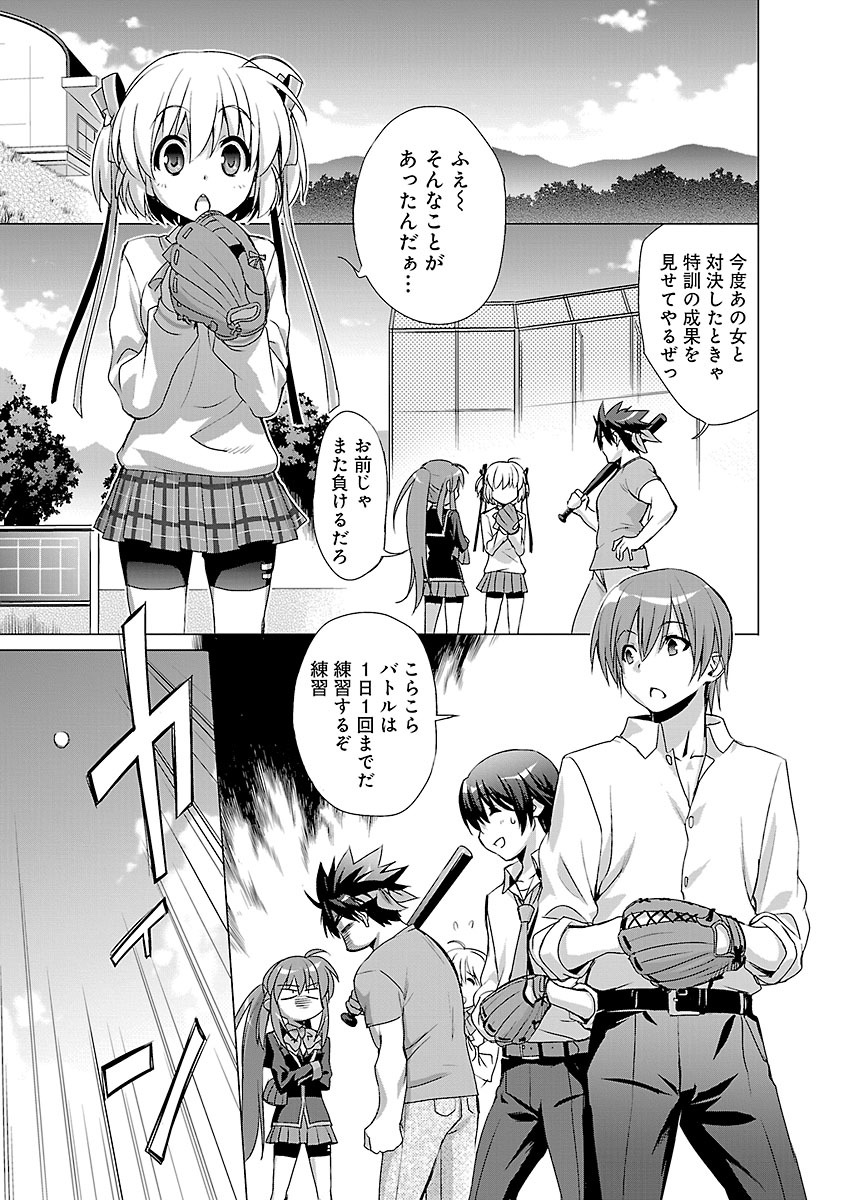 ふえ〜
そんなことが
あったんだぁ…
今度あの女と
対決したときゃ
特訓の成果を
見せてやるぜっ
お前じゃ
また負けるだろ
こらこら
バトルは
1日1回までだ
練習するぞ
練習
カィン